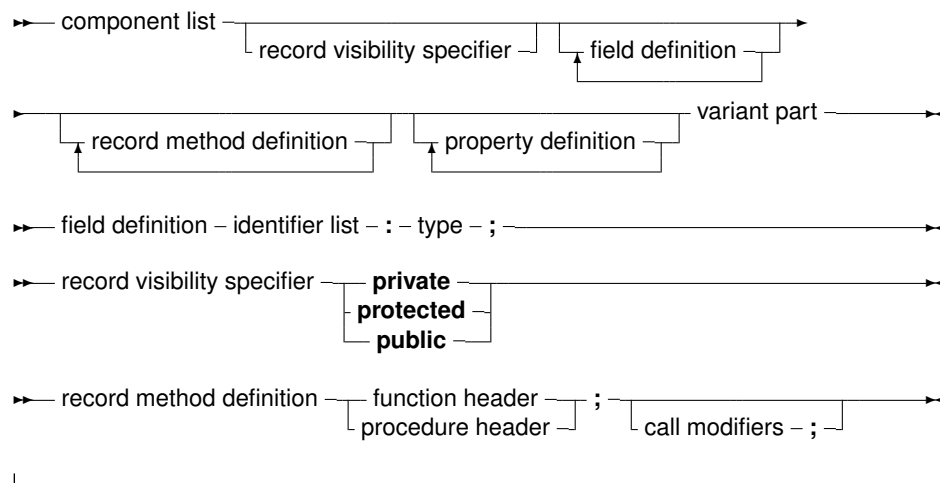 component list
record visibility specifier field definition
variant part
record method definition property definition
field definition identifier list : type ;
record visibility specifier private
protected
public
record method definition function header ;
procedure header call modifiers ;